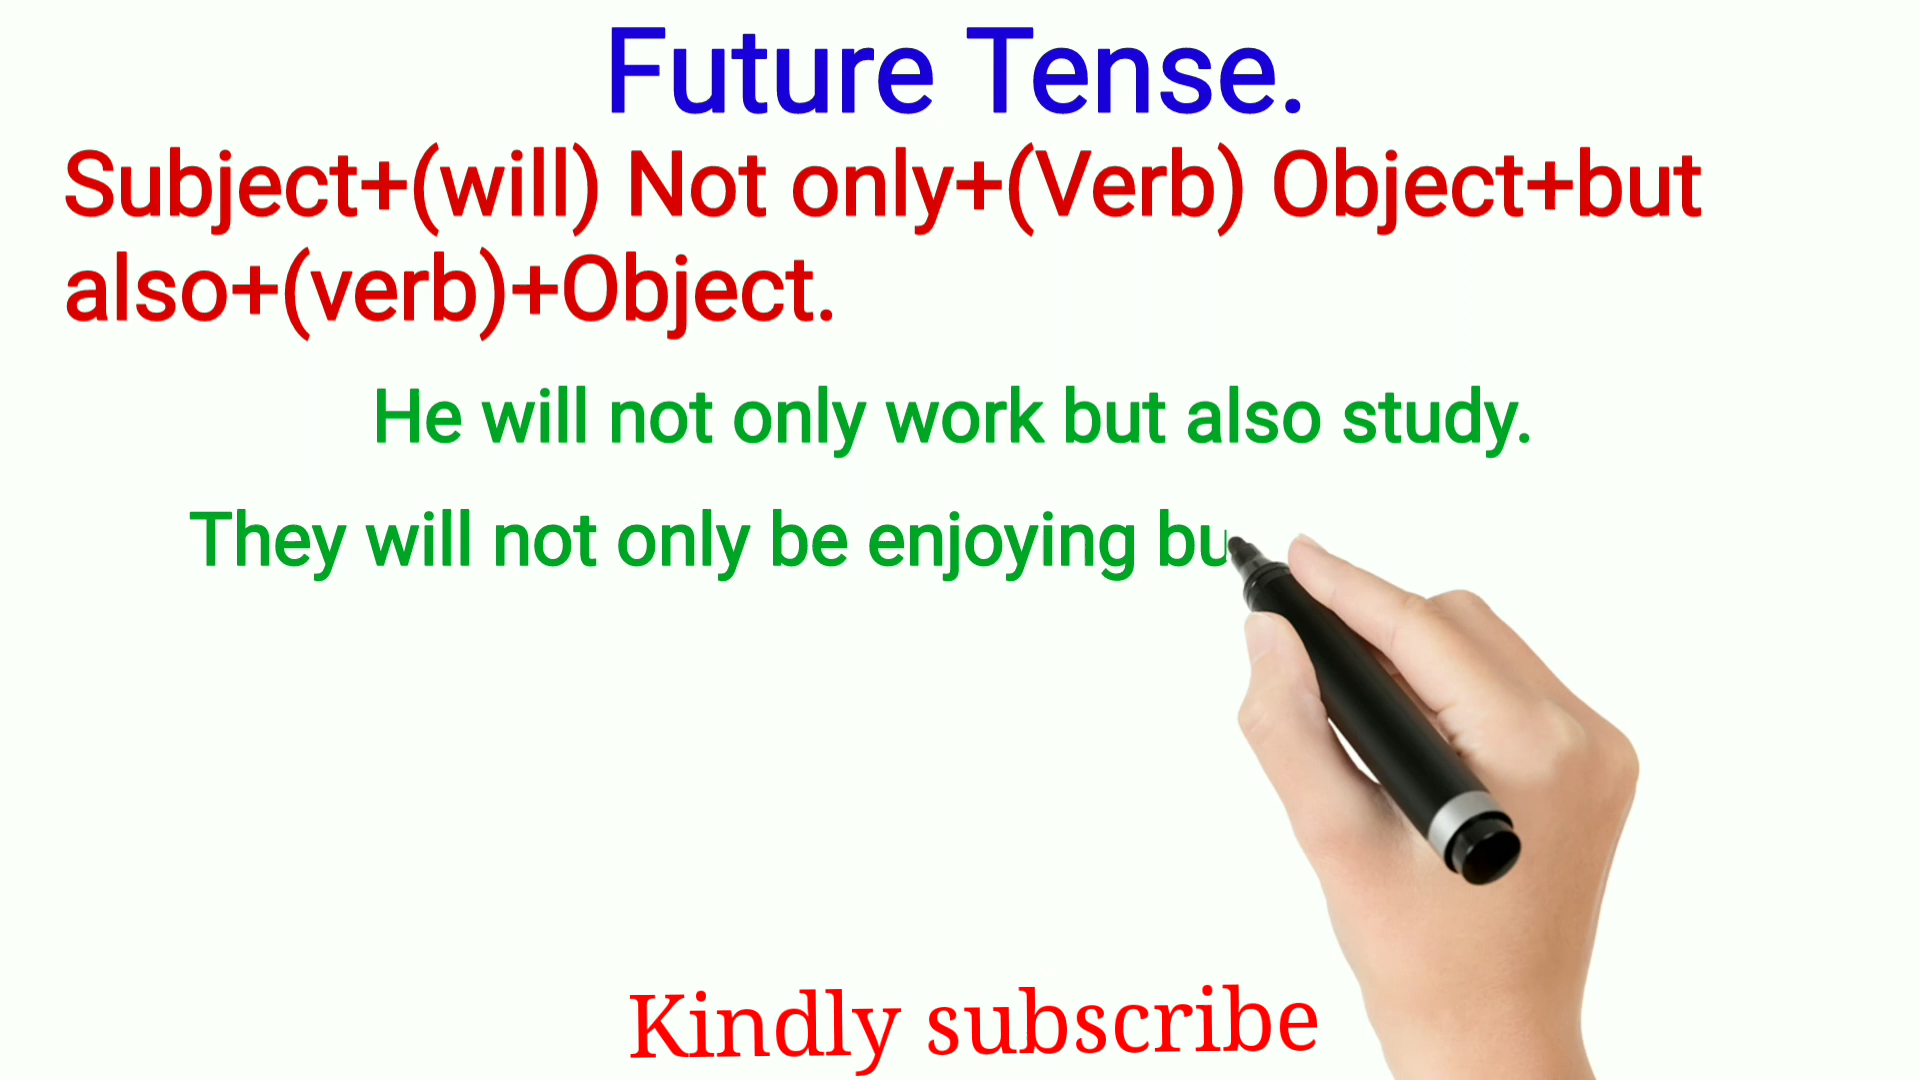 Future Tense.
Subject+(will) Not only+(Verb) Object+but
also+(verb)+Object.
He will not only work but also study.
They will not only be enjoying bu
Kindly subscribe